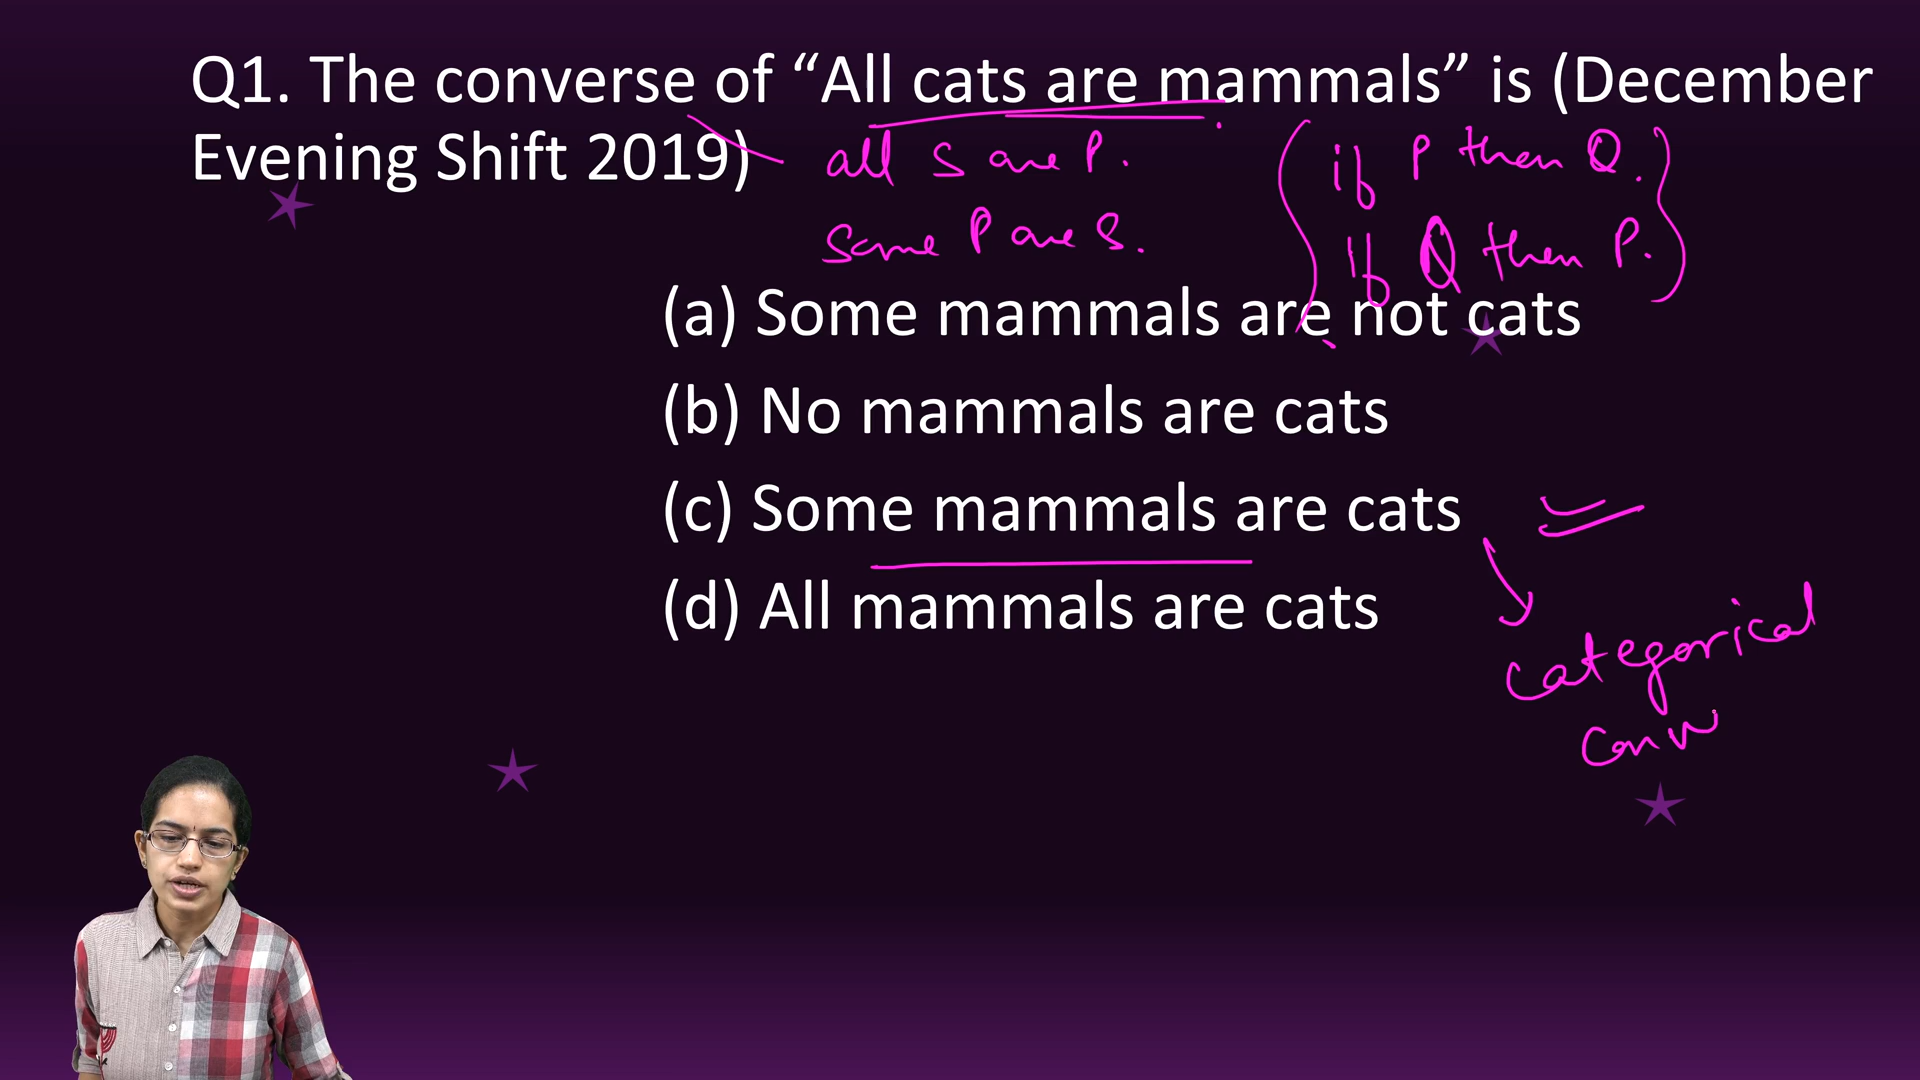 Q1. The converse of “All cats are mammals” is (December
Evening Shift 2019)
all S are P.
if P then Q.
some P are S.
If Q then P.
(a) Some mammals are not cats
(b) No mammals are cats
(c) Some mammals are cats
(d) All mammals are cats
categorical
conv